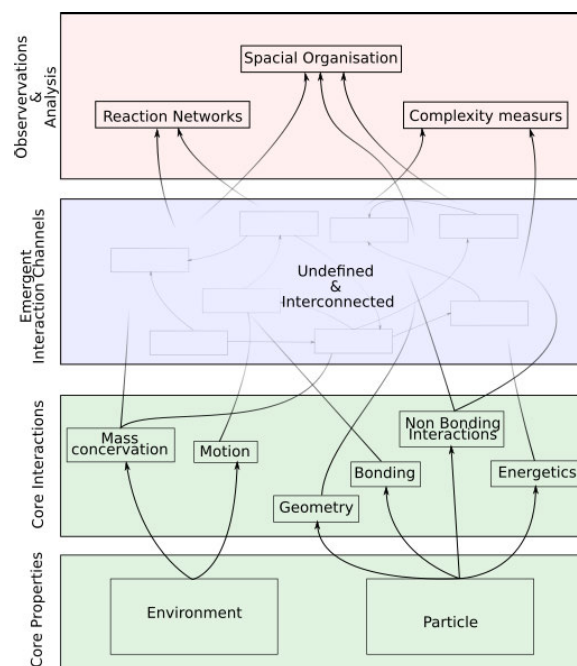 Obserervations
&
Analysis
Spacial Organisation
Reaction Networks
Complexity measurs
Emergent
Interaction Channels
Undefined
&
Interconnected
Core Interactions
Mass
concervation
Motion
Non Bonding
Interactions
Bonding
Energetics
Geometry
Core Properties
Environment
Particle